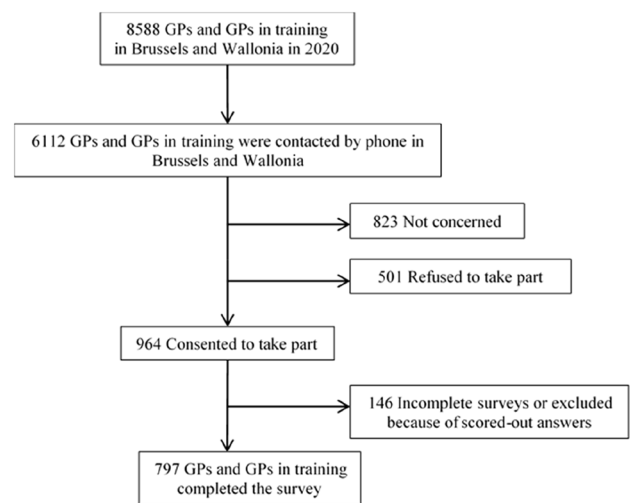 8588 GPs and GPs in training
in Brussels and Wallonia in 2020
6112 GPs and GPs in training were contacted by phone in
Brussels and Wallonia
823 Not concerned
501 Refused to take part
964 Consented to take part
146 Incomplete surveys or excluded
because of scored-out answers
797 GPs and GPs in training
completed the survey